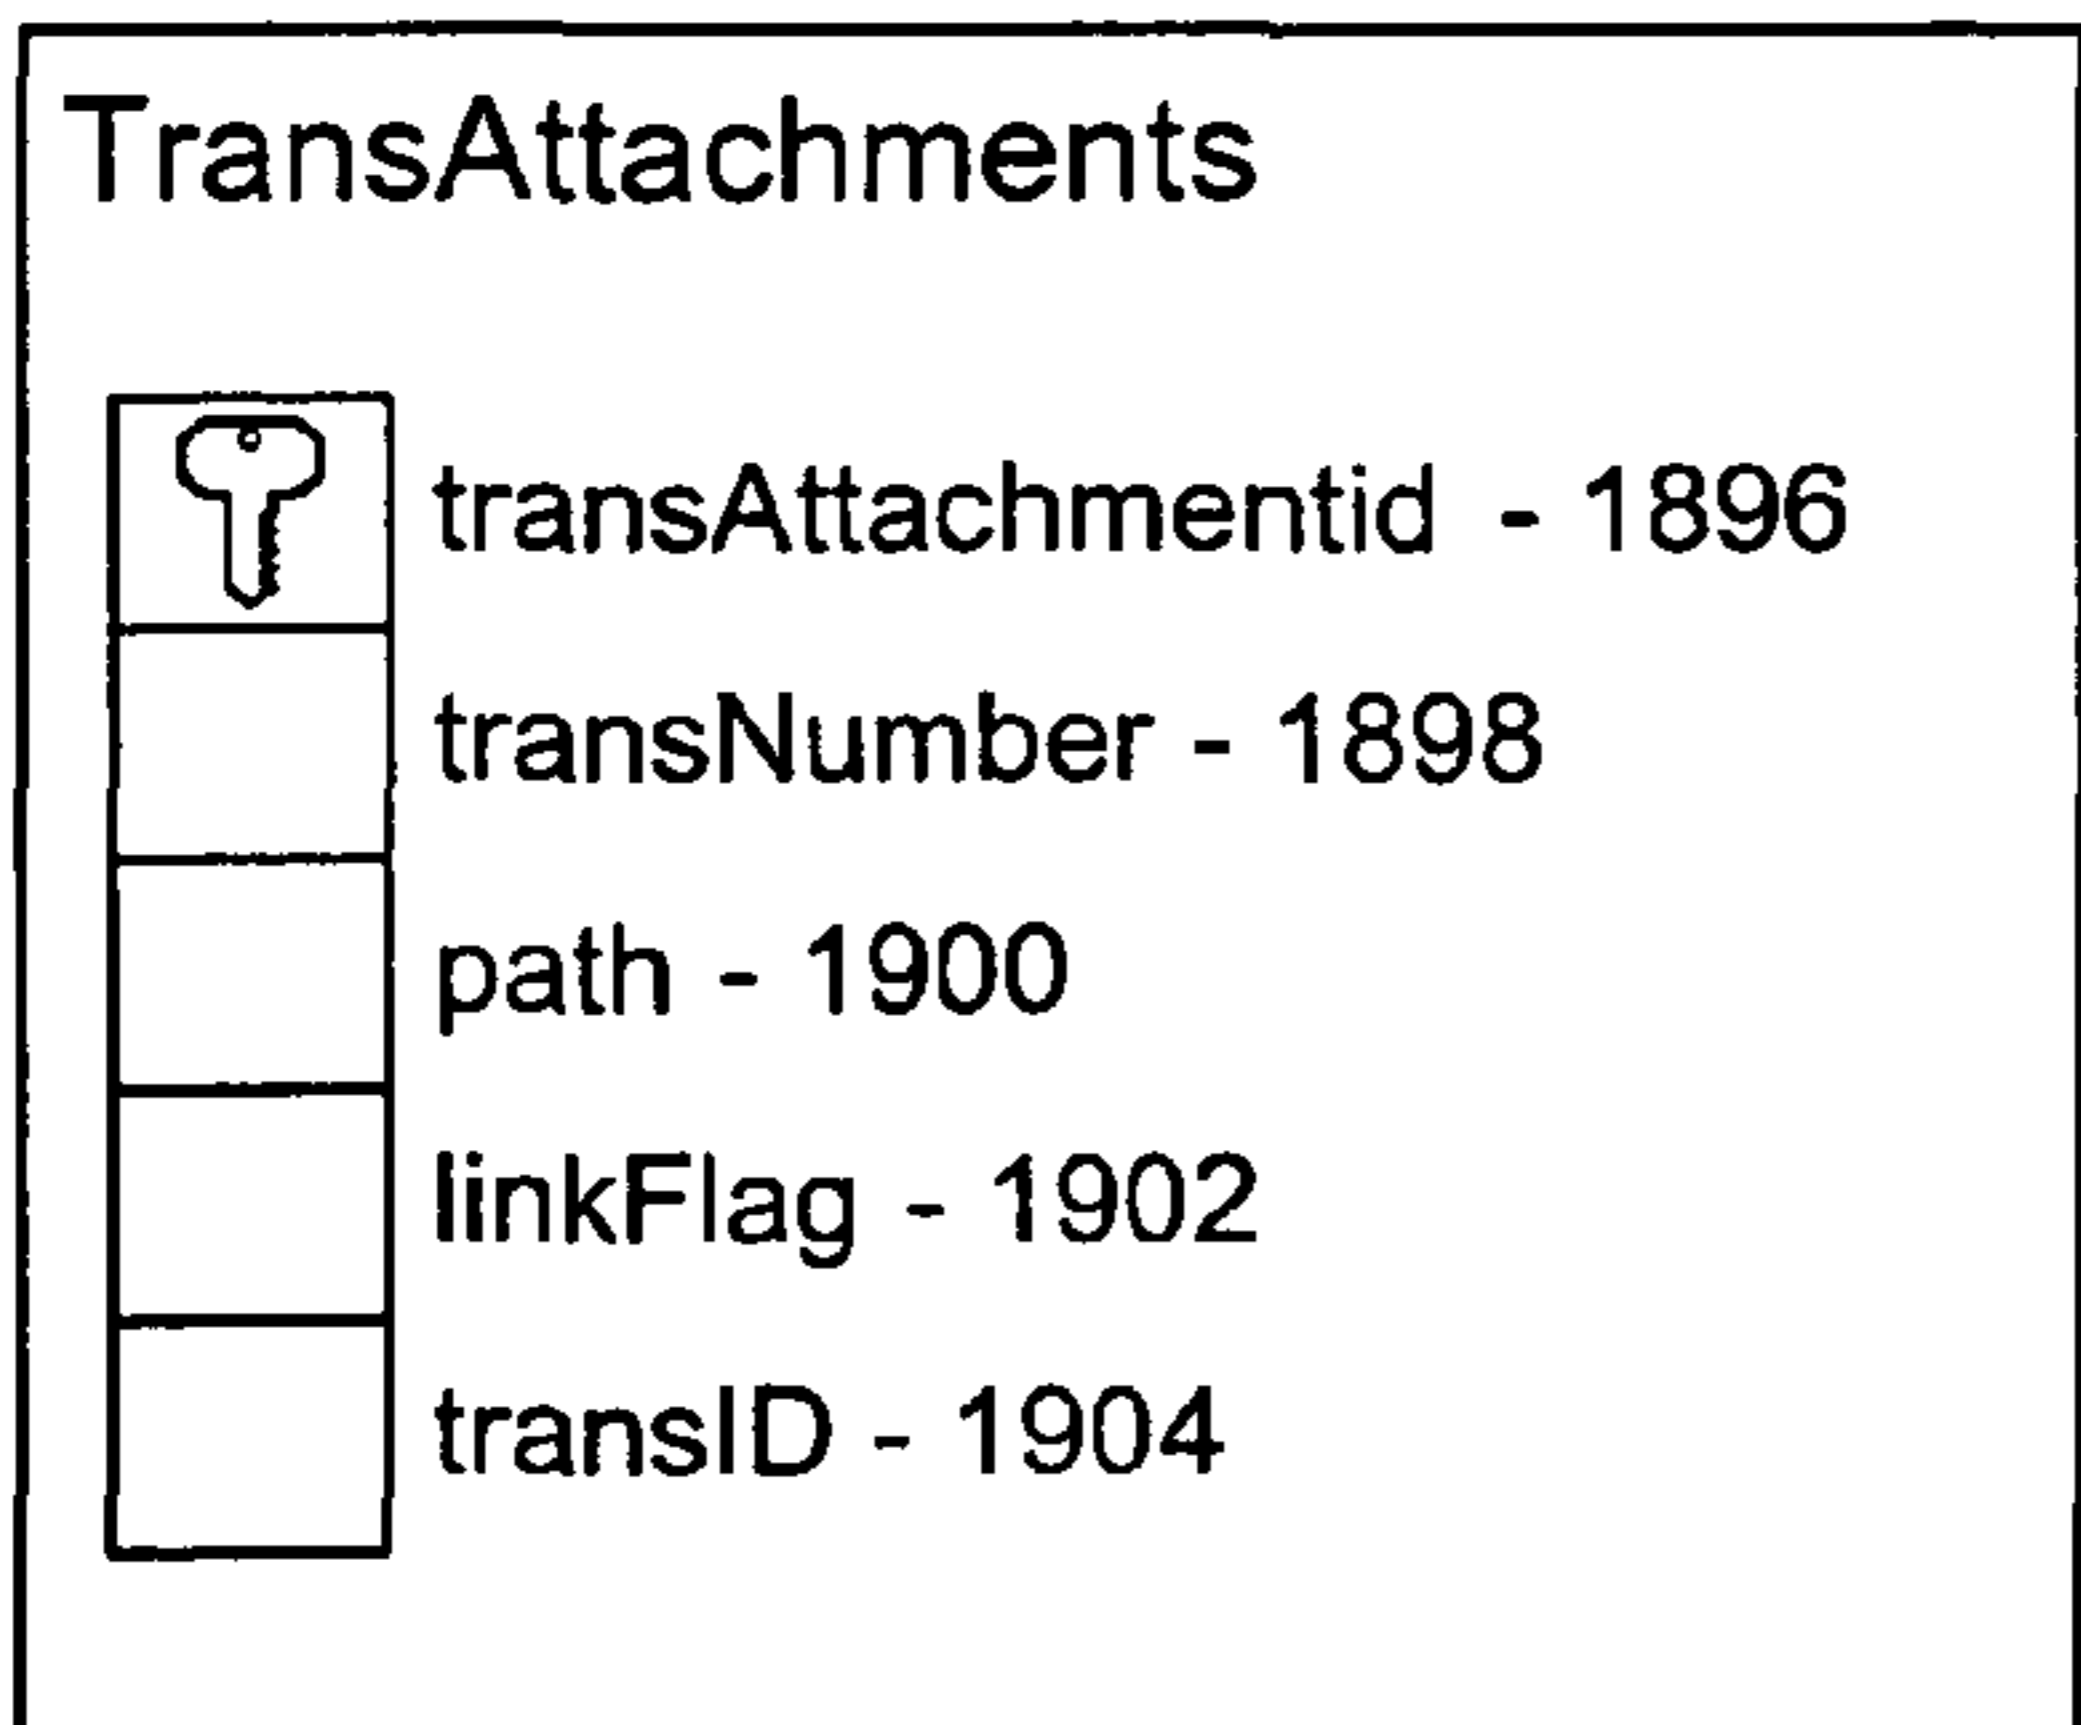 TransAttachments
transAttachmentid - 1896
transNumber - 1898
path - 1900
linkFlag - 1902
transID - 1904